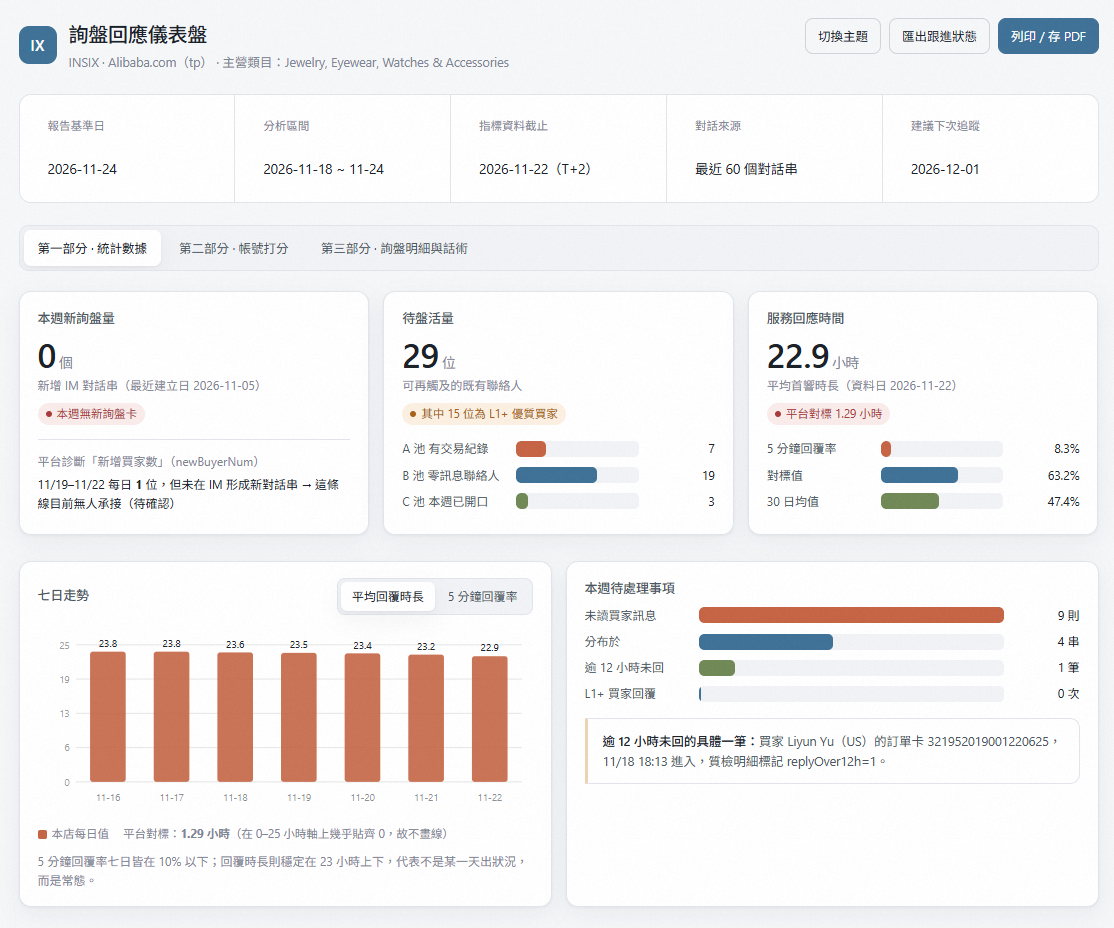 IX
詢盤回應儀表盤
INSIX · Alibaba.com（tp） · 主營類目：Jewelry, Eyewear, Watches & Accessories
切換主題
匯出跟進狀態
列印 / 存 PDF
報告基準日
2026-11-24
分析區間
2026-11-18 ~ 11-24
指標資料截止
2026-11-22（T+2）
對話來源
最近 60 個對話串
建議下次追蹤
2026-12-01
第一部分 · 統計數據
第二部分 · 帳號打分
第三部分 · 詢盤明細與話術
本週新詢盤量
0 個
新增 IM 對話串（最近建立日 2026-11-05）
本週無新詢盤卡
平台診斷「新增買家數」（newBuyerNum）
11/19–11/22 每日 1 位，但未在 IM 形成新對話串 → 這條
線目前無人承接（待確認）
待盤活量
29 位
可再觸及的既有聯絡人
其中 15 位為 L1+ 優質買家
A 池 有交易紀錄 7
B 池 零訊息聯絡人 19
C 池 本週已開口 3
服務回應時間
22.9 小時
平均首響時長（資料日 2026-11-22）
平台對標 1.29 小時
5 分鐘回覆率 8.3%
對標值 63.2%
30 日均值 47.4%
七日走勢
平均回覆時長
5 分鐘回覆率
25
19
13
6
0
23.8 23.8 23.6 23.5 23.4 23.2 22.9
11-16 11-17 11-18 11-19 11-20 11-21 11-22
本店每日值 平台對標：1.29 小時（在 0–25 小時軸上幾乎貼齊 0，故不畫線）
5 分鐘回覆率七日皆在 10% 以下；回覆時長則穩定在 23 小時上下，代表不是某一天出狀況，
而是常態。
本週待處理事項
未讀買家訊息 9 則
分布於 4 串
逾 12 小時未回 1 筆
L1+ 買家回覆 0 次
逾 12 小時未回的具體一筆：買家 Liyun Yu（US）的訂單卡 321952019001220625，
11/18 18:13 進入，質檢明細標記 replyOver12h=1。